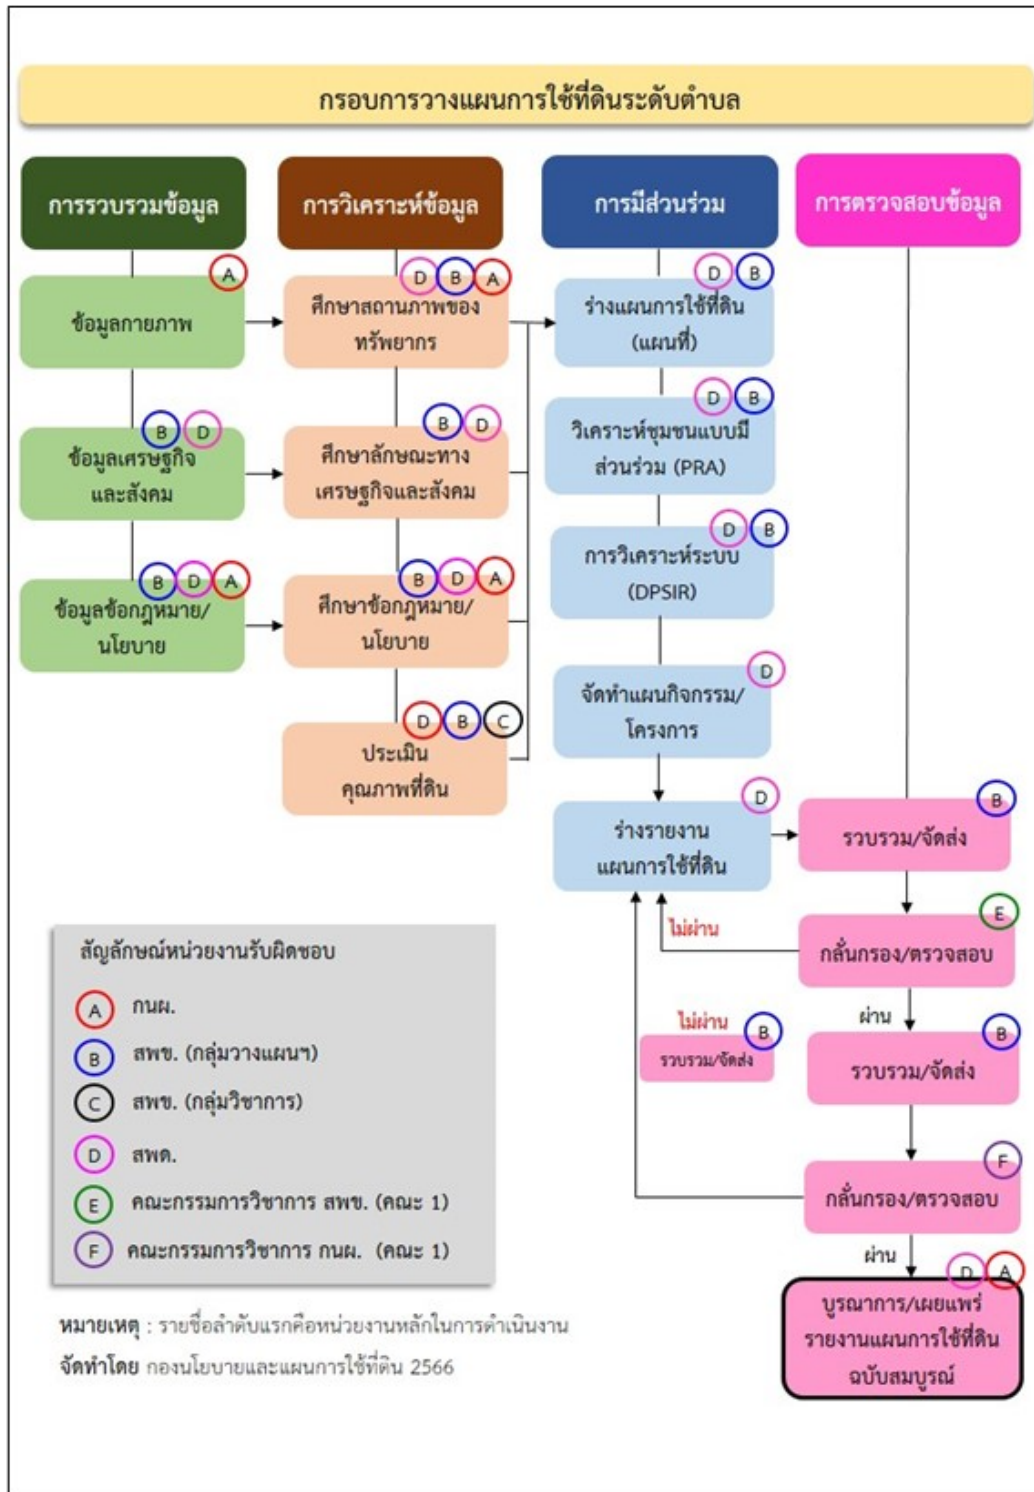 กรอบการวางแผนการใช้ที่ดินระดับตำบล
การรวบรวมข้อมูล
A
ข้อมูลกายภาพ
B D
ข้อมูลเศรษฐกิจ
และสังคม
B D A
ข้อมูลข้อกฎหมาย/
นโยบาย
การวิเคราะห์ข้อมูล
D B A
ศึกษาสถานภาพของ
ทรัพยากร
B D
ศึกษาลักษณะทาง
เศรษฐกิจและสังคม
B D A
ศึกษาข้อกฎหมาย/
นโยบาย
D B C
ประเมิน
คุณภาพที่ดิน
การมีส่วนร่วม
D B
ร่างแผนการใช้ที่ดิน
(แผนที่)
D B
วิเคราะห์ชุมชนแบบมี
ส่วนร่วม (PRA)
D B
การวิเคราะห์ระบบ
(DPSIR)
D
จัดทำแผนกิจกรรม/
โครงการ
D
ร่างรายงาน
แผนการใช้ที่ดิน
การตรวจสอบข้อมูล
B
รวบรวม/จัดส่ง
E
กลั่นกรอง/ตรวจสอบ
ไม่ผ่าน
ผ่าน
B
รวบรวม/จัดส่ง
ไม่ผ่าน
B
รวบรวม/จัดส่ง
F
กลั่นกรอง/ตรวจสอบ
ผ่าน
D A
บูรณาการ/เผยแพร่
รายงานแผนการใช้ที่ดิน
ฉบับสมบูรณ์
สัญลักษณ์หน่วยงานรับผิดชอบ
A กนผ.
B สพข. (กลุ่มวางแผนฯ)
C สพข. (กลุ่มวิชาการ)
D สพด.
E คณะกรรมการวิชาการ สพข. (คณะ 1)
F คณะกรรมการวิชาการ กนผ. (คณะ 1)
หมายเหตุ : รายชื่อลำดับแรกคือหน่วยงานหลักในการดำเนินงาน
จัดทำโดย กองนโยบายและแผนการใช้ที่ดิน 2566